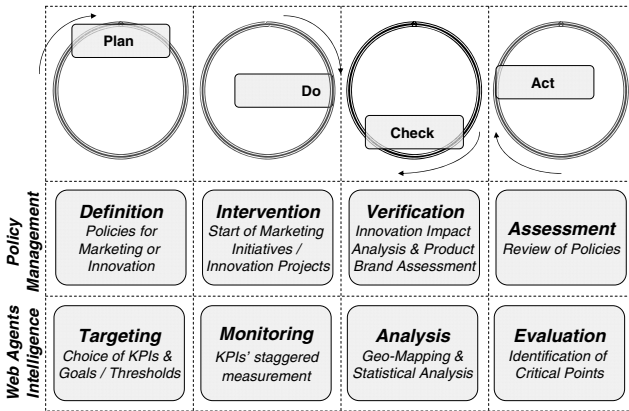 Plan
Do
Check
Act
Policy
Management
Definition
Policies for
Marketing or
Innovation
Intervention
Start of Marketing
Initiatives /
Innovation Projects
Verification
Innovation Impact
Analysis & Product
Brand Assessment
Assessment
Review of Policies
Web Agents
Intelligence
Targeting
Choice of KPIs &
Goals / Thresholds
Monitoring
KPIs' staggered
measurement
Analysis
Geo-Mapping &
Statistical Analysis
Evaluation
Identification of
Critical Points